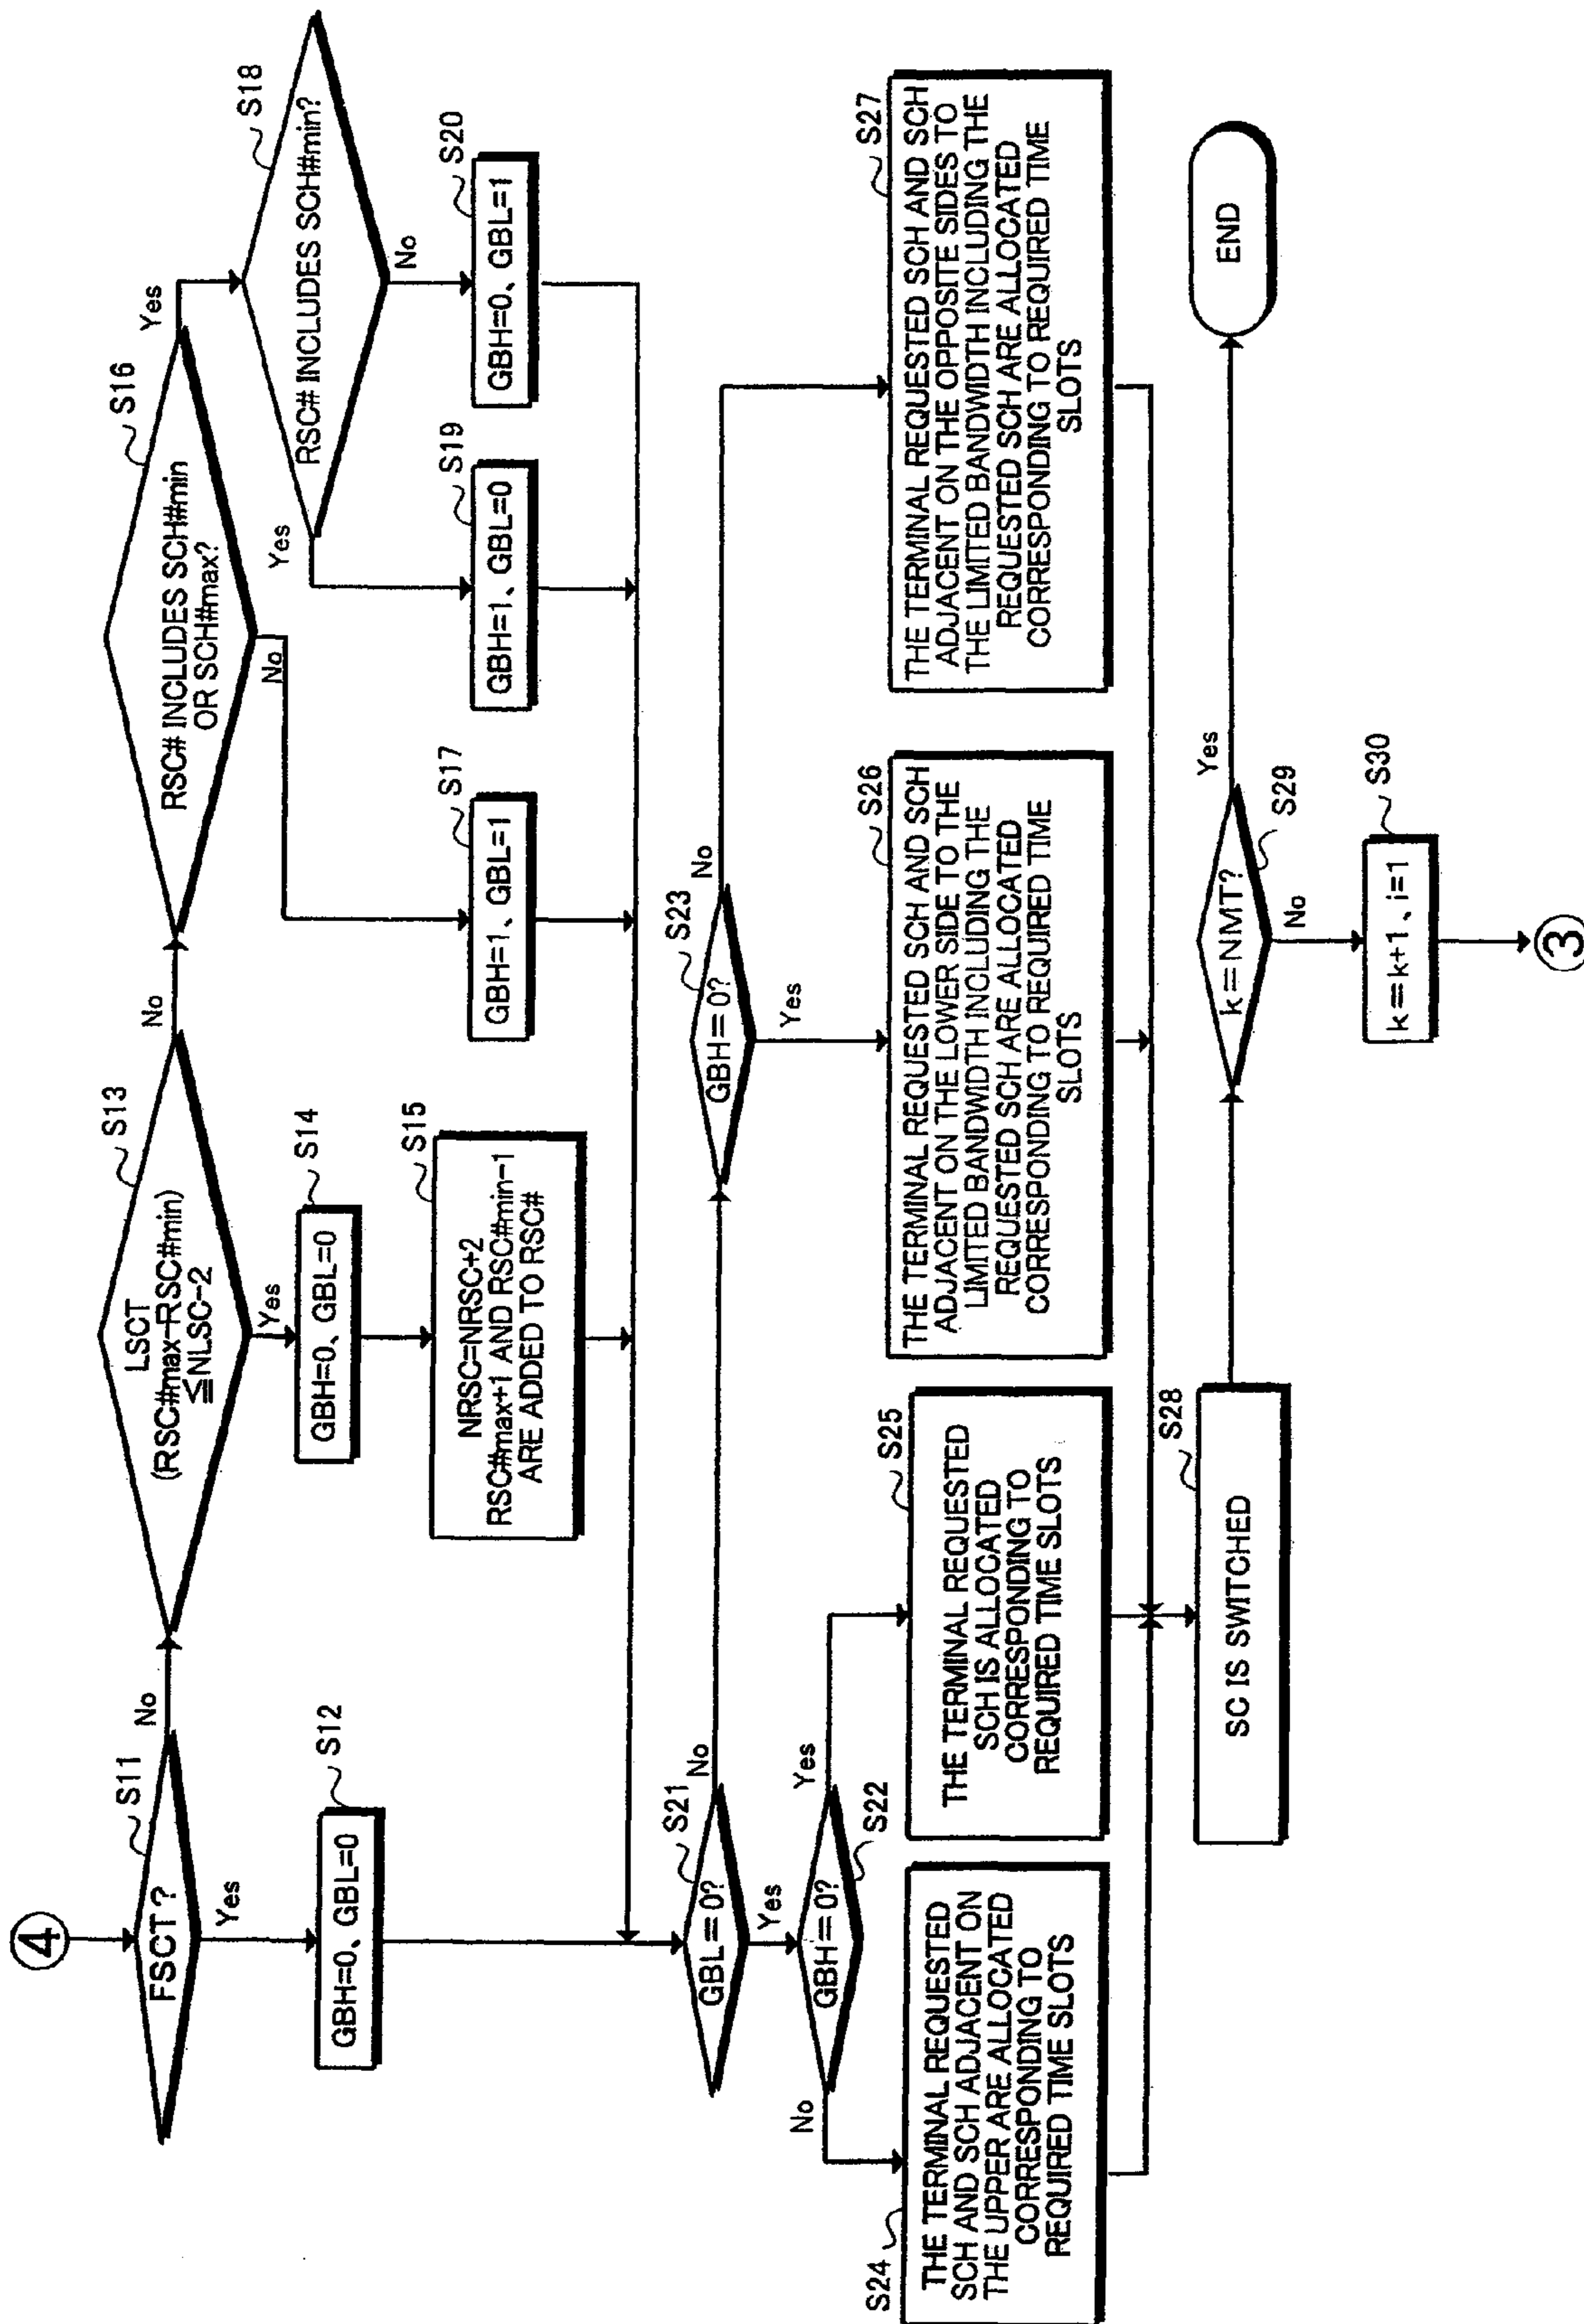 ④
FSCT?
S11
Yes
No
GBH=0、GBL=0
S12
LSCT
(RSC#max-RSC#min)
≦NLSC-2
S13
Yes
No
GBH=0、GBL=0
S14
NRSC=NRSC+2
RSC#max+1 AND RSC#min-1
ARE ADDED TO RSC#
S15
RSC# INCLUDES SCH#min
OR SCH#max?
S16
No
Yes
GBH=1、GBL=1
S17
RSC# INCLUDES SCH#min?
S18
Yes
No
GBH=1、GBL=0
S19
GBH=0、GBL=1
S20
GBL=0?
S21
Yes
No
GBH=0?
S22
No
Yes
GBH=0?
S23
Yes
No
S24
THE TERMINAL REQUESTED
SCH AND SCH ADJACENT ON
THE UPPER ARE ALLOCATED
CORRESPONDING TO
REQUIRED TIME SLOTS
S25
THE TERMINAL REQUESTED
SCH IS ALLOCATED
CORRESPONDING TO
REQUIRED TIME SLOTS
S26
THE TERMINAL REQUESTED SCH AND SCH
ADJACENT ON THE LOWER SIDE TO THE
LIMITED BANDWIDTH INCLUDING THE
REQUESTED SCH ARE ALLOCATED
CORRESPONDING TO REQUIRED TIME
SLOTS
S27
THE TERMINAL REQUESTED SCH AND SCH
ADJACENT ON THE OPPOSITE SIDES TO
THE LIMITED BANDWIDTH INCLUDING THE
REQUESTED SCH ARE ALLOCATED
CORRESPONDING TO REQUIRED TIME
SLOTS
S28
SC IS SWITCHED
k=NMT?
S29
Yes
No
END
k=k+1、i=1
S30
③